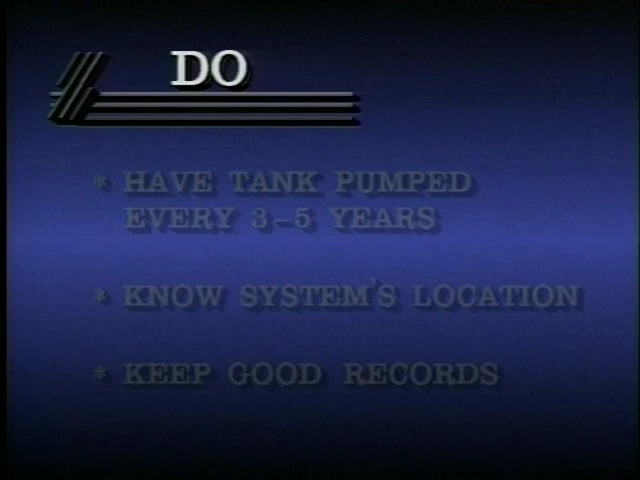 DO
* HAVE TANK PUMPED
EVERY 3-5 YEARS
* KNOW SYSTEM'S LOCATION
* KEEP GOOD RECORDS